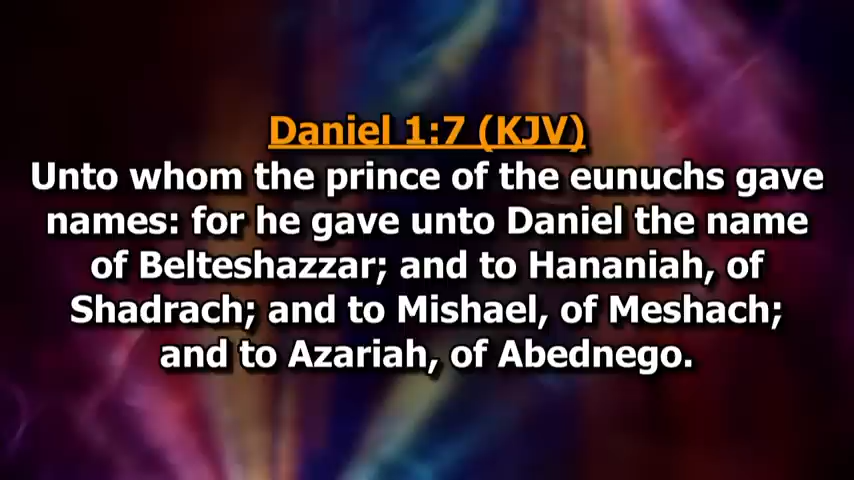 Daniel 1:7 (KJV)
Unto whom the prince of the eunuchs gave
names: for he gave unto Daniel the name
of Belteshazzar; and to Hananiah, of
Shadrach; and to Mishael, of Meshach;
and to Azariah, of Abednego.